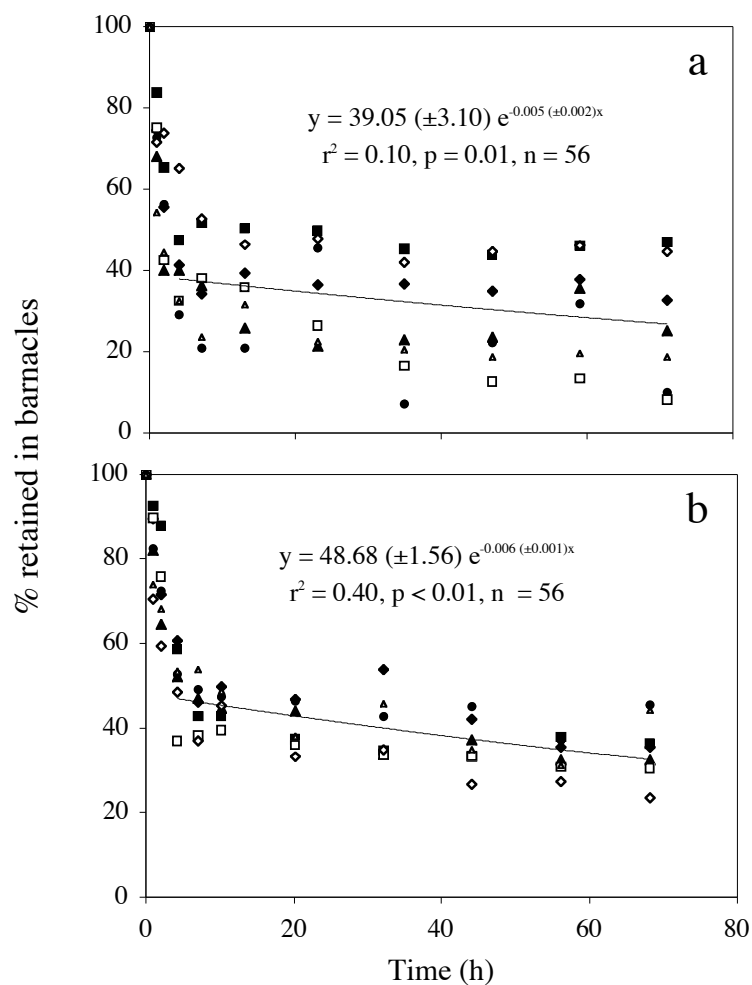 100
a
80
y = 39.05 (±3.10) e^-0.005 (±0.002)x
r² = 0.10, p = 0.01, n = 56
60
40
20
0
% retained in barnacles
100
b
80
y = 48.68 (±1.56) e^-0.006 (±0.001)x
r² = 0.40, p < 0.01, n = 56
60
40
20
0
0 20 40 60 80
Time (h)